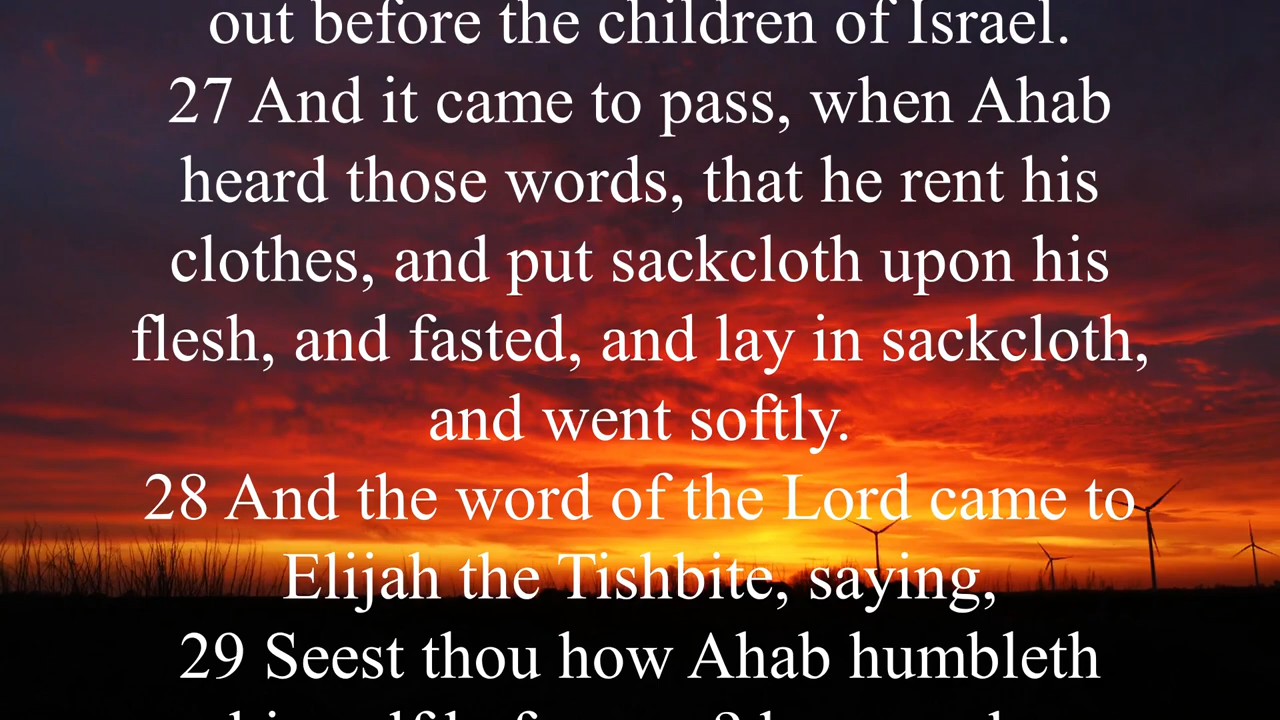 out before the children of Israel.
27 And it came to pass, when Ahab
heard those words, that he rent his
clothes, and put sackcloth upon his
flesh, and fasted, and lay in sackcloth,
and went softly.
28 And the word of the Lord came to
Elijah the Tishbite, saying,
29 Seest thou how Ahab humbleth